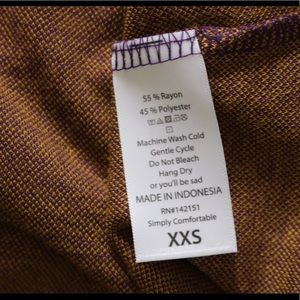 55 % Rayon
45 % Polyester
Machine Wash Cold
Gentle Cycle
Do Not Bleach
Hang Dry
or you'll be sad
MADE IN INDONESIA
RN#142151
Simply Comfortable
XXS